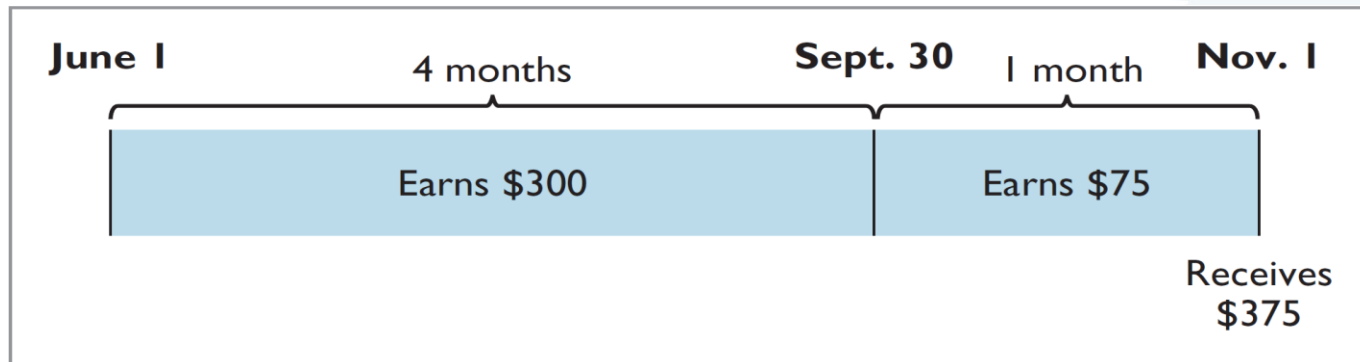 June 1
4 months
Sept. 30
1 month
Nov. 1
Earns $300
Earns $75
Receives
$375